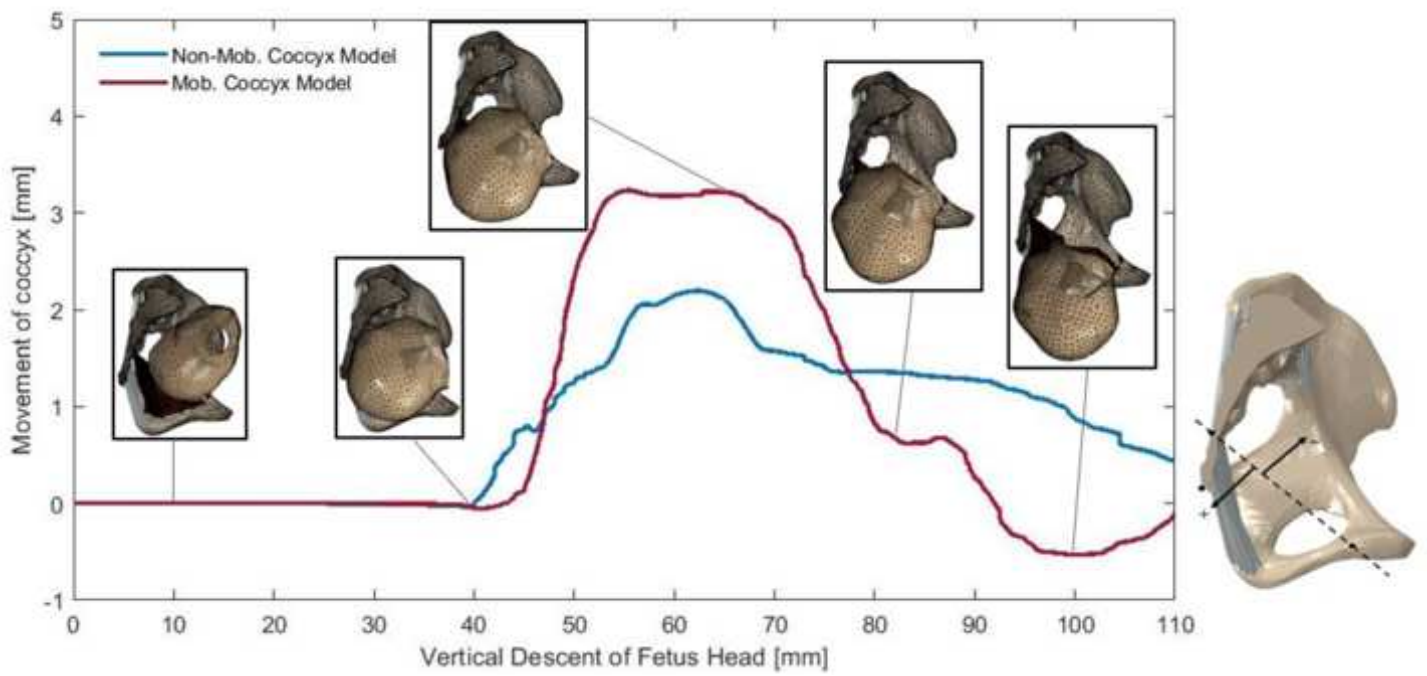 Non-Mob. Coccyx Model
Mob. Coccyx Model
Movement of coccyx [mm]
5
4
3
2
1
0
-1
0 10 20 30 40 50 60 70 80 90 100 110
Vertical Descent of Fetus Head [mm]
-
+